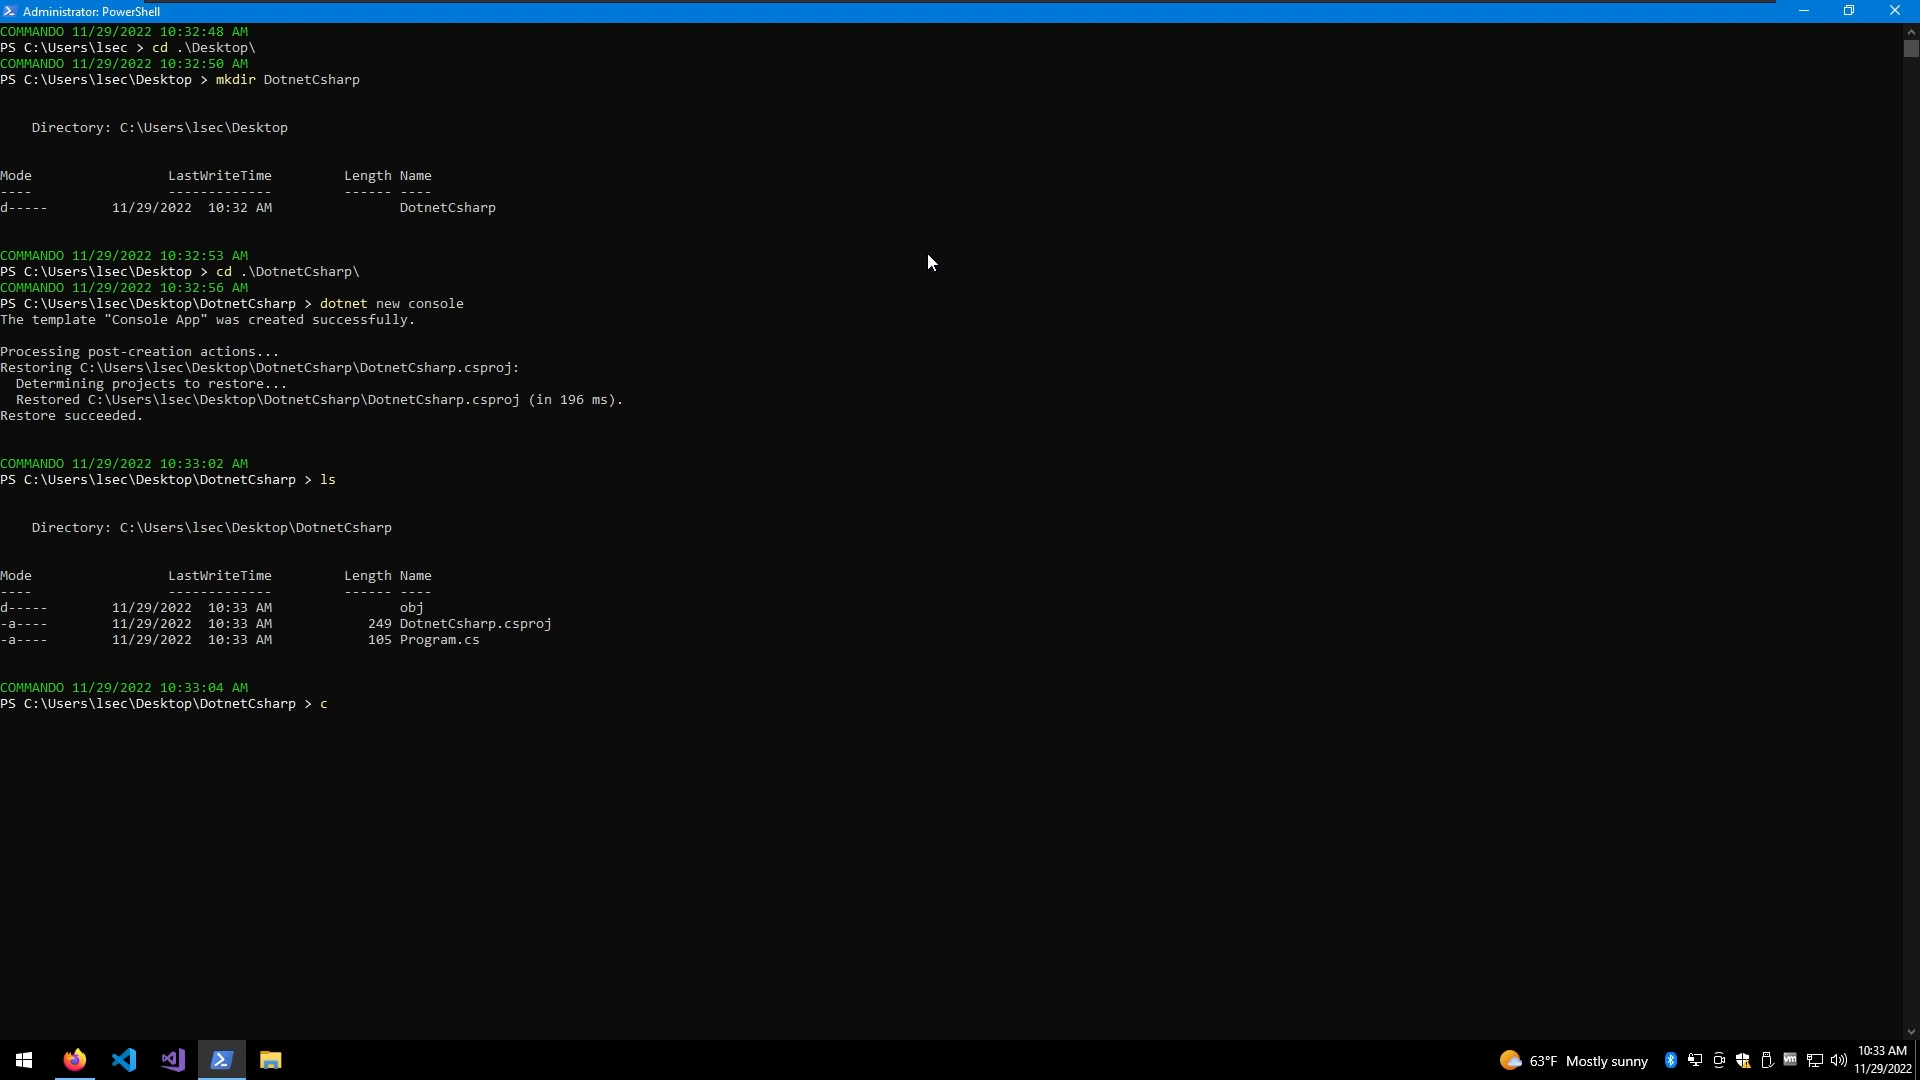 Administrator: PowerShell
COMMANDO 11/29/2022 10:32:48 AM
PS C:\Users\lsec > cd .\Desktop\
COMMANDO 11/29/2022 10:32:50 AM
PS C:\Users\lsec\Desktop > mkdir DotnetCsharp
Directory: C:\Users\lsec\Desktop
Mode                 LastWriteTime         Length Name
----                 -------------         ------ ----
d-----        11/29/2022  10:32 AM                DotnetCsharp
COMMANDO 11/29/2022 10:32:53 AM
PS C:\Users\lsec\Desktop > cd .\DotnetCsharp\
COMMANDO 11/29/2022 10:32:56 AM
PS C:\Users\lsec\Desktop\DotnetCsharp > dotnet new console
The template "Console App" was created successfully.
Processing post-creation actions...
Restoring C:\Users\lsec\Desktop\DotnetCsharp\DotnetCsharp.csproj:
Determining projects to restore...
Restored C:\Users\lsec\Desktop\DotnetCsharp\DotnetCsharp.csproj (in 196 ms).
Restore succeeded.
COMMANDO 11/29/2022 10:33:02 AM
PS C:\Users\lsec\Desktop\DotnetCsharp > ls
Directory: C:\Users\lsec\Desktop\DotnetCsharp
Mode                 LastWriteTime         Length Name
----                 -------------         ------ ----
d-----        11/29/2022  10:33 AM                obj
-a----        11/29/2022  10:33 AM            249 DotnetCsharp.csproj
-a----        11/29/2022  10:33 AM            105 Program.cs
COMMANDO 11/29/2022 10:33:04 AM
PS C:\Users\lsec\Desktop\DotnetCsharp > c
63°F Mostly sunny
vm
10:33 AM
11/29/2022